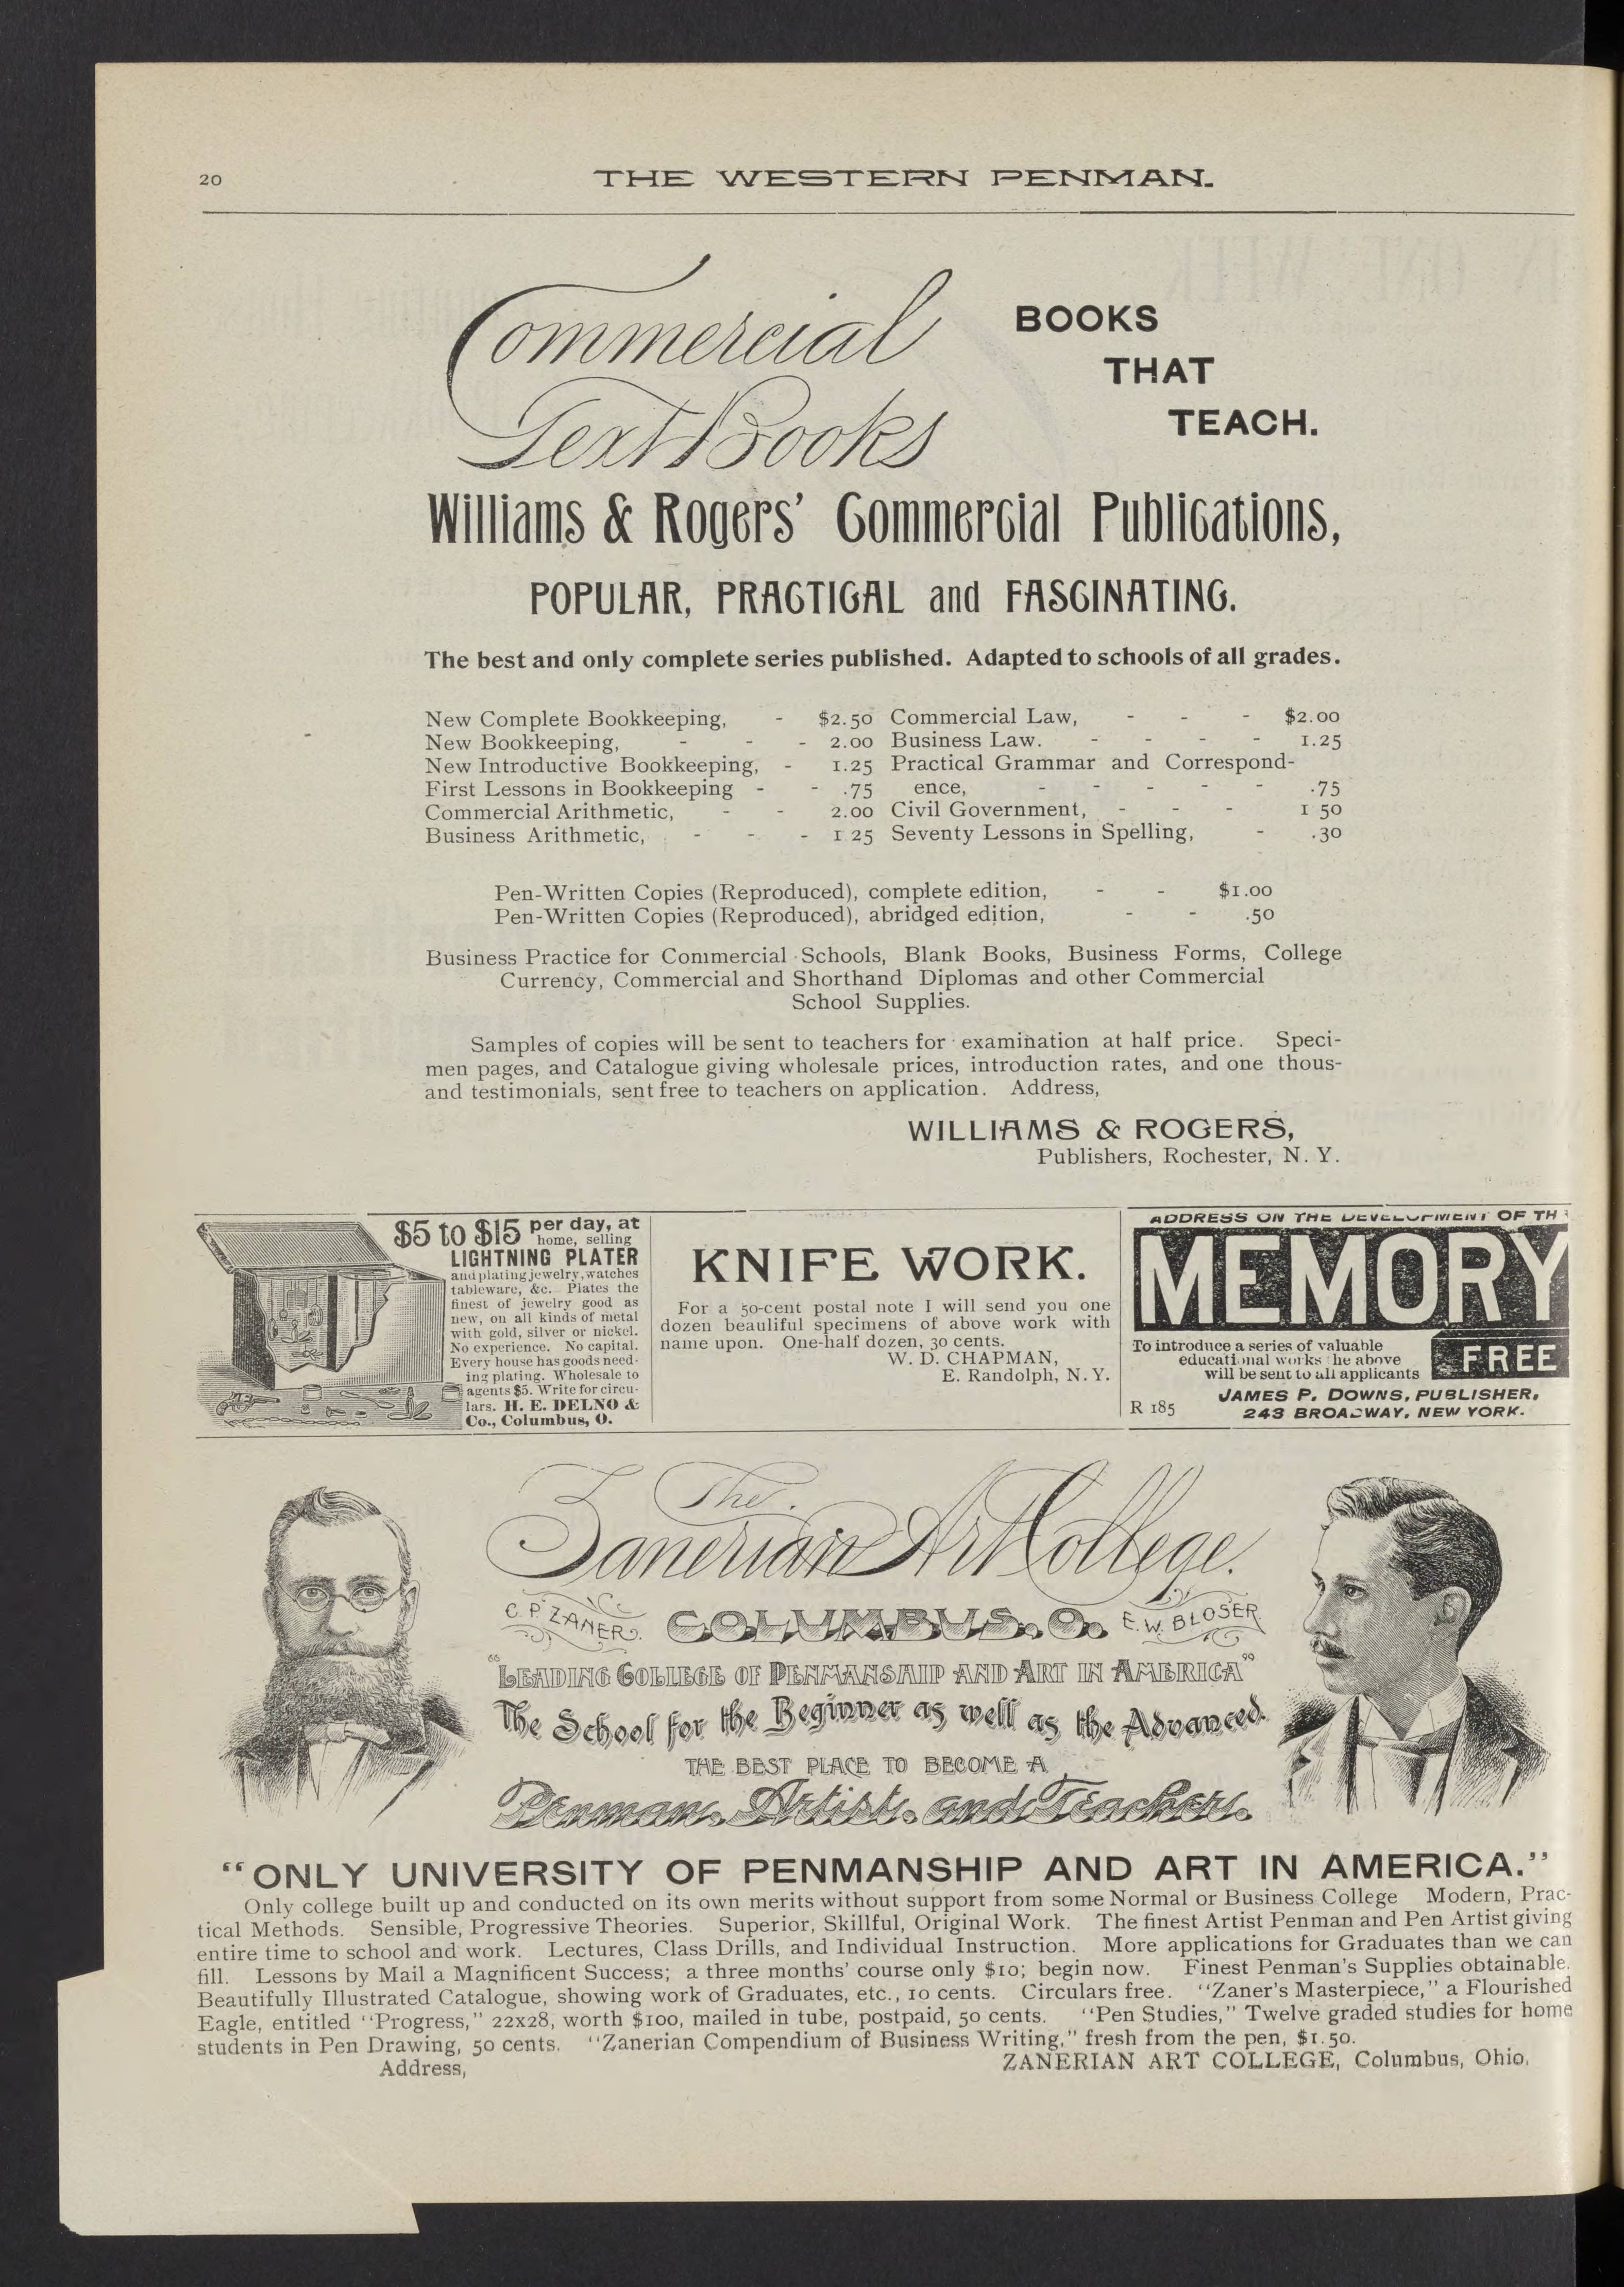 20
THE WESTERN PENMAN.
Commercial
Text Books
BOOKS
THAT
TEACH.
Williams & Rogers' Commercial Publications,
POPULAR, PRACTICAL and FASCINATING.
The best and only complete series published. Adapted to schools of all grades.
New Complete Bookkeeping, - $2.50
New Bookkeeping, - - - 2.00
New Introductive Bookkeeping, - 1.25
First Lessons in Bookkeeping - - .75
Commercial Arithmetic, - - 2.00
Business Arithmetic, - - - 1 25
Commercial Law, - - - $2.00
Business Law. - - - - 1.25
Practical Grammar and Correspond-
ence, - - - - - .75
Civil Government, - - - 1 50
Seventy Lessons in Spelling, - .30
Pen-Written Copies (Reproduced), complete edition, - - $1.00
Pen-Written Copies (Reproduced), abridged edition, - - .50
Business Practice for Commercial Schools, Blank Books, Business Forms, College
Currency, Commercial and Shorthand Diplomas and other Commercial
School Supplies.
Samples of copies will be sent to teachers for examination at half price. Speci-
men pages, and Catalogue giving wholesale prices, introduction rates, and one thous-
and testimonials, sent free to teachers on application. Address,
WILLIAMS & ROGERS,
Publishers, Rochester, N. Y.
$5 to $15 per day, at
home, selling
LIGHTNING PLATER
and plating jewelry, watches
tableware, &c. Plates the
finest of jewelry good as
new, on all kinds of metal
with gold, silver or nickel.
No experience. No capital.
Every house has goods need-
ing plating. Wholesale to
agents $5. Write for circu-
lars. H. E. DELNO &
Co., Columbus, O.
KNIFE WORK.
For a 50-cent postal note I will send you one
dozen beauliful specimens of above work with
name upon. One-half dozen, 30 cents.
W. D. CHAPMAN,
E. Randolph, N. Y.
ADDRESS ON THE DEVELOPMENT OF TH
MEMORY
To introduce a series of valuable
educational works the above
will be sent to all applicants
FREE
JAMES P. DOWNS, PUBLISHER,
R 185
243 BROADWAY, NEW YORK.
The
Zanerian Art College.
C. P. ZANER.
COLUMBUS, O.
E. W. BLOSER.
"LEADING COLLEGE OF PENMANSHIP AND ART IN AMERICA"
The School for the Beginner as well as the Advanced.
THE BEST PLACE TO BECOME A
Penman, Artist, and Teacher.
"ONLY UNIVERSITY OF PENMANSHIP AND ART IN AMERICA."
Only college built up and conducted on its own merits without support from some Normal or Business College Modern, Prac-
tical Methods. Sensible, Progressive Theories. Superior, Skillful, Original Work. The finest Artist Penman and Pen Artist giving
entire time to school and work. Lectures, Class Drills, and Individual Instruction. More applications for Graduates than we can
fill. Lessons by Mail a Magnificent Success; a three months' course only $10; begin now. Finest Penman's Supplies obtainable.
Beautifully Illustrated Catalogue, showing work of Graduates, etc., 10 cents. Circulars free. "Zaner's Masterpiece," a Flourished
Eagle, entitled "Progress," 22x28, worth $100, mailed in tube, postpaid, 50 cents. "Pen Studies," Twelve graded studies for home
students in Pen Drawing, 50 cents. "Zanerian Compendium of Business Writing," fresh from the pen, $1.50.
Address, ZANERIAN ART COLLEGE, Columbus, Ohio.